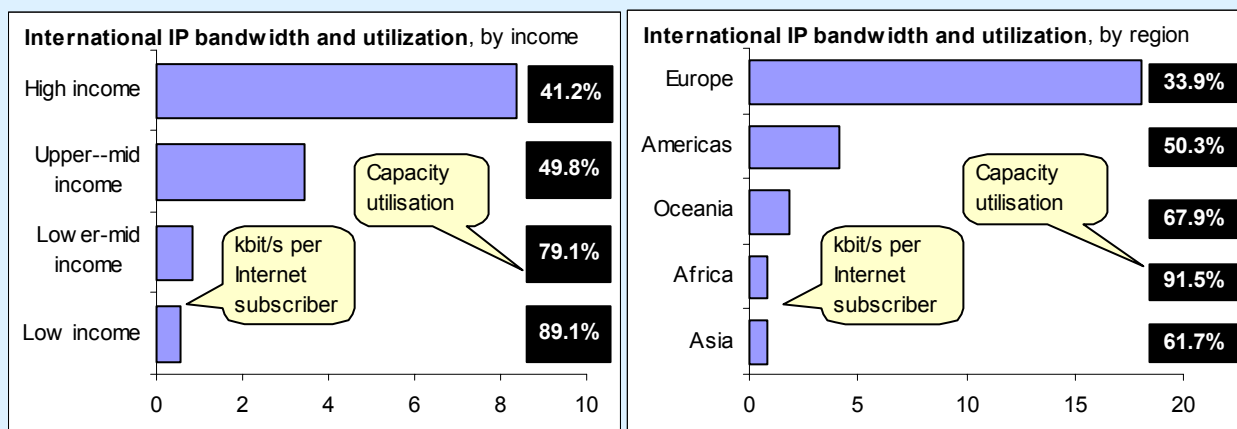 International IP bandwidth and utilization, by income
High income
41.2%
Upper--mid
income
49.8%
Capacity
utilisation
Lower-mid
income
79.1%
kbit/s per
Internet
subscriber
Low income
89.1%
0 2 4 6 8 10
International IP bandwidth and utilization, by region
Europe
33.9%
Americas
50.3%
Capacity
utilisation
Oceania
67.9%
kbit/s per
Internet
subscriber
Africa
91.5%
Asia
61.7%
0 5 10 15 20